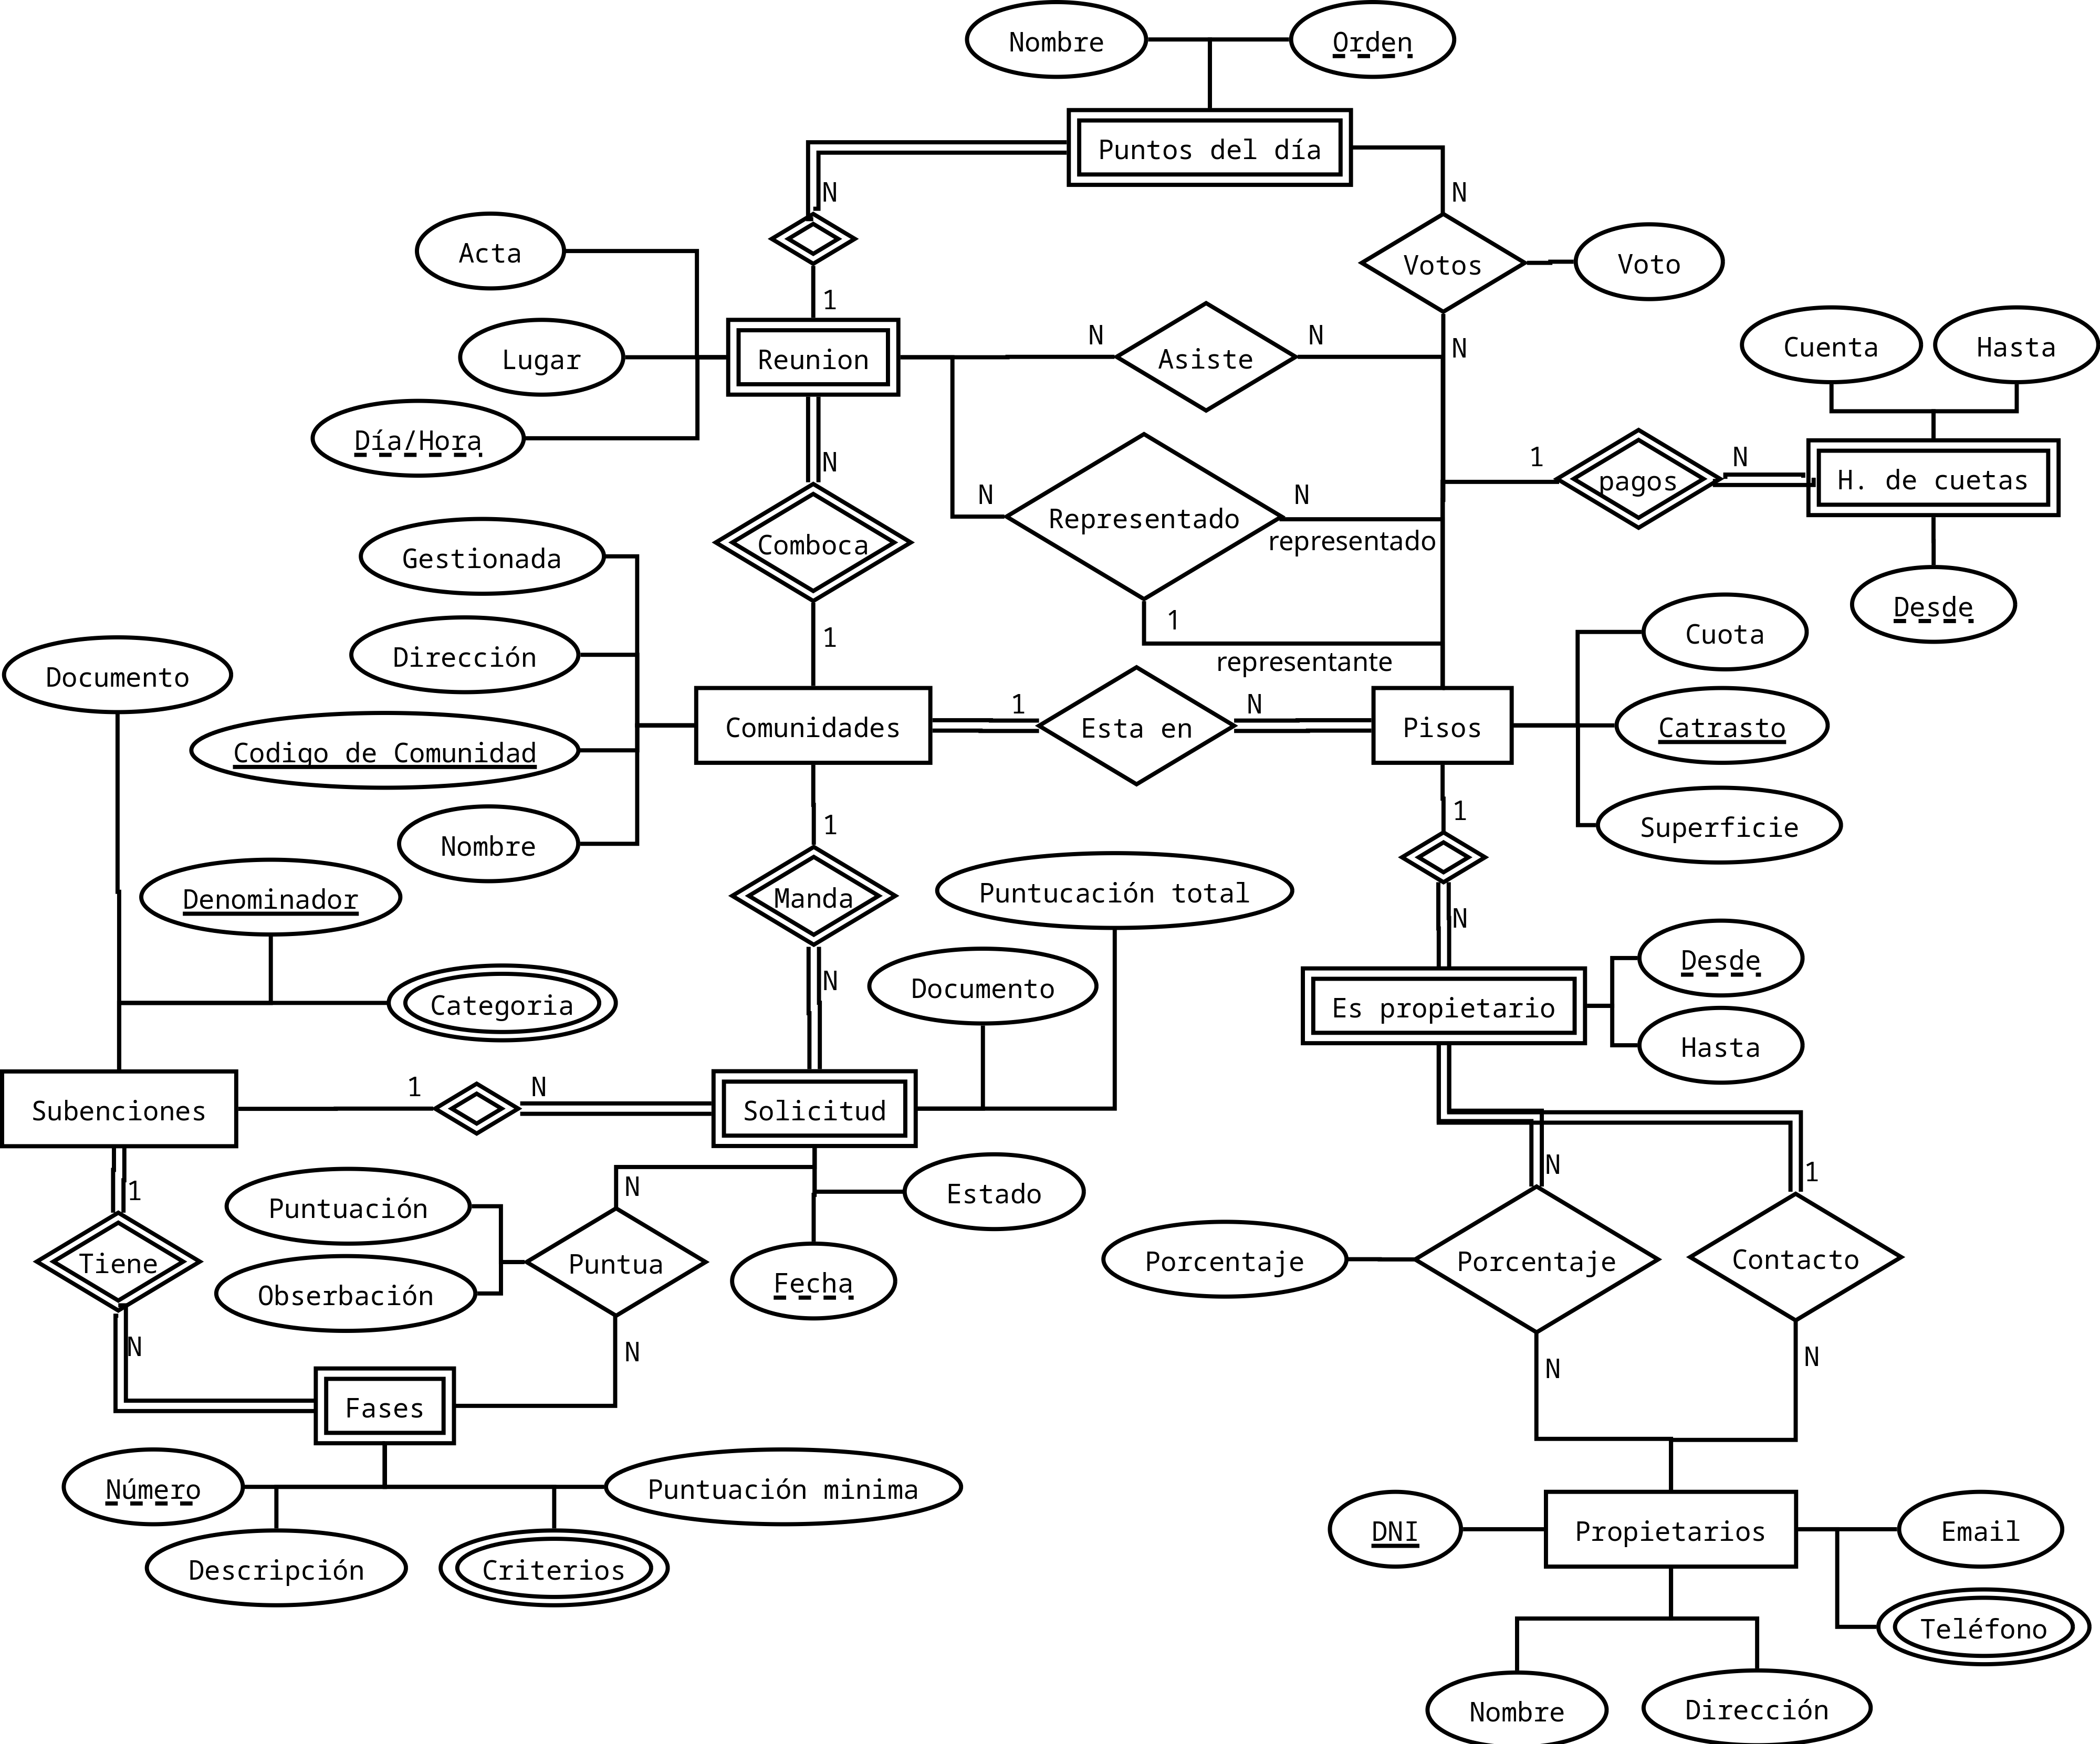 Nombre
Orden
Puntos del día
N
N
Acta
Votos
Voto
1
Lugar
Reunion
N
Asiste
N
N
Cuenta
Hasta
Día/Hora
N
1
pagos
N
H. de cuetas
N
Representado
N
representado
Gestionada
Comboca
Desde
Dirección
1
1
representante
Cuota
Documento
Codigo de Comunidad
Comunidades
1
Esta en
N
Pisos
Catrasto
Nombre
1
1
Superficie
Denominador
Manda
Puntucación total
N
Categoria
N
Documento
Es propietario
Desde
Hasta
Subenciones
1
N
Solicitud
1
Puntuación
N
Estado
N
1
Tiene
Puntua
Obserbación
Fecha
Porcentaje
Porcentaje
Contacto
N
N
N
N
Fases
Número
Puntuación minima
Descripción
Criterios
DNI
Propietarios
Email
Teléfono
Nombre
Dirección